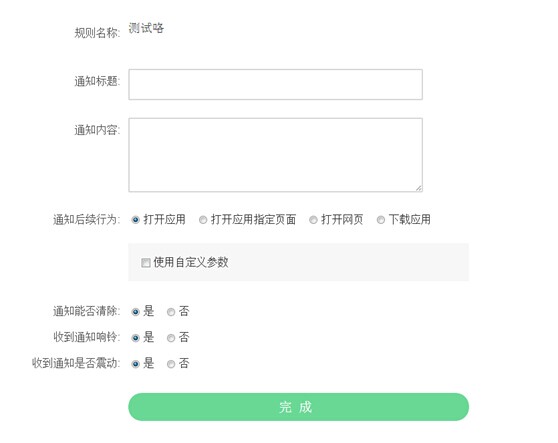 规则名称: 测试咯
通知标题:
通知内容:
通知后续行为: 打开应用 打开应用指定页面 打开网页 下载应用
使用自定义参数
通知能否清除: 是 否
收到通知响铃: 是 否
收到通知是否震动: 是 否
完 成